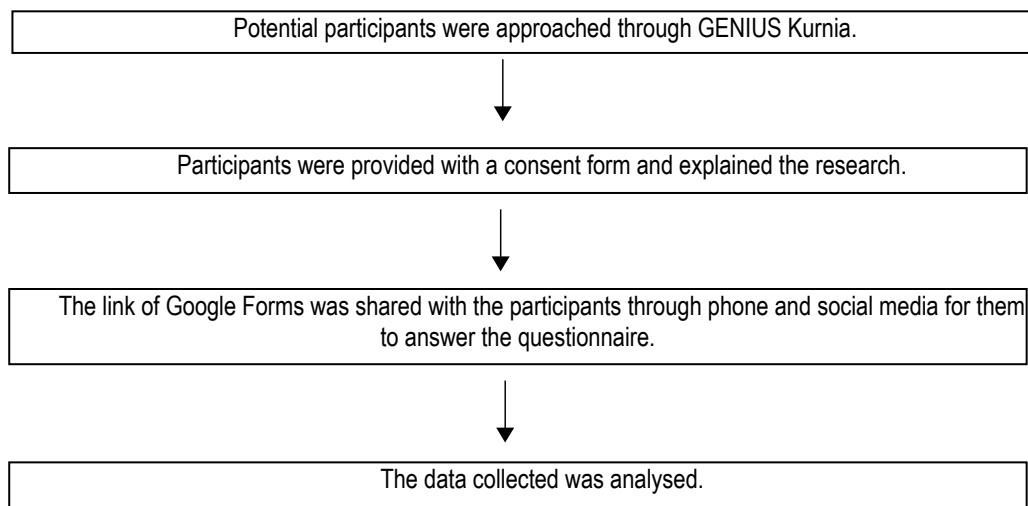 Potential participants were approached through GENIUS Kurnia.
Participants were provided with a consent form and explained the research.
The link of Google Forms was shared with the participants through phone and social media for them
to answer the questionnaire.
The data collected was analysed.